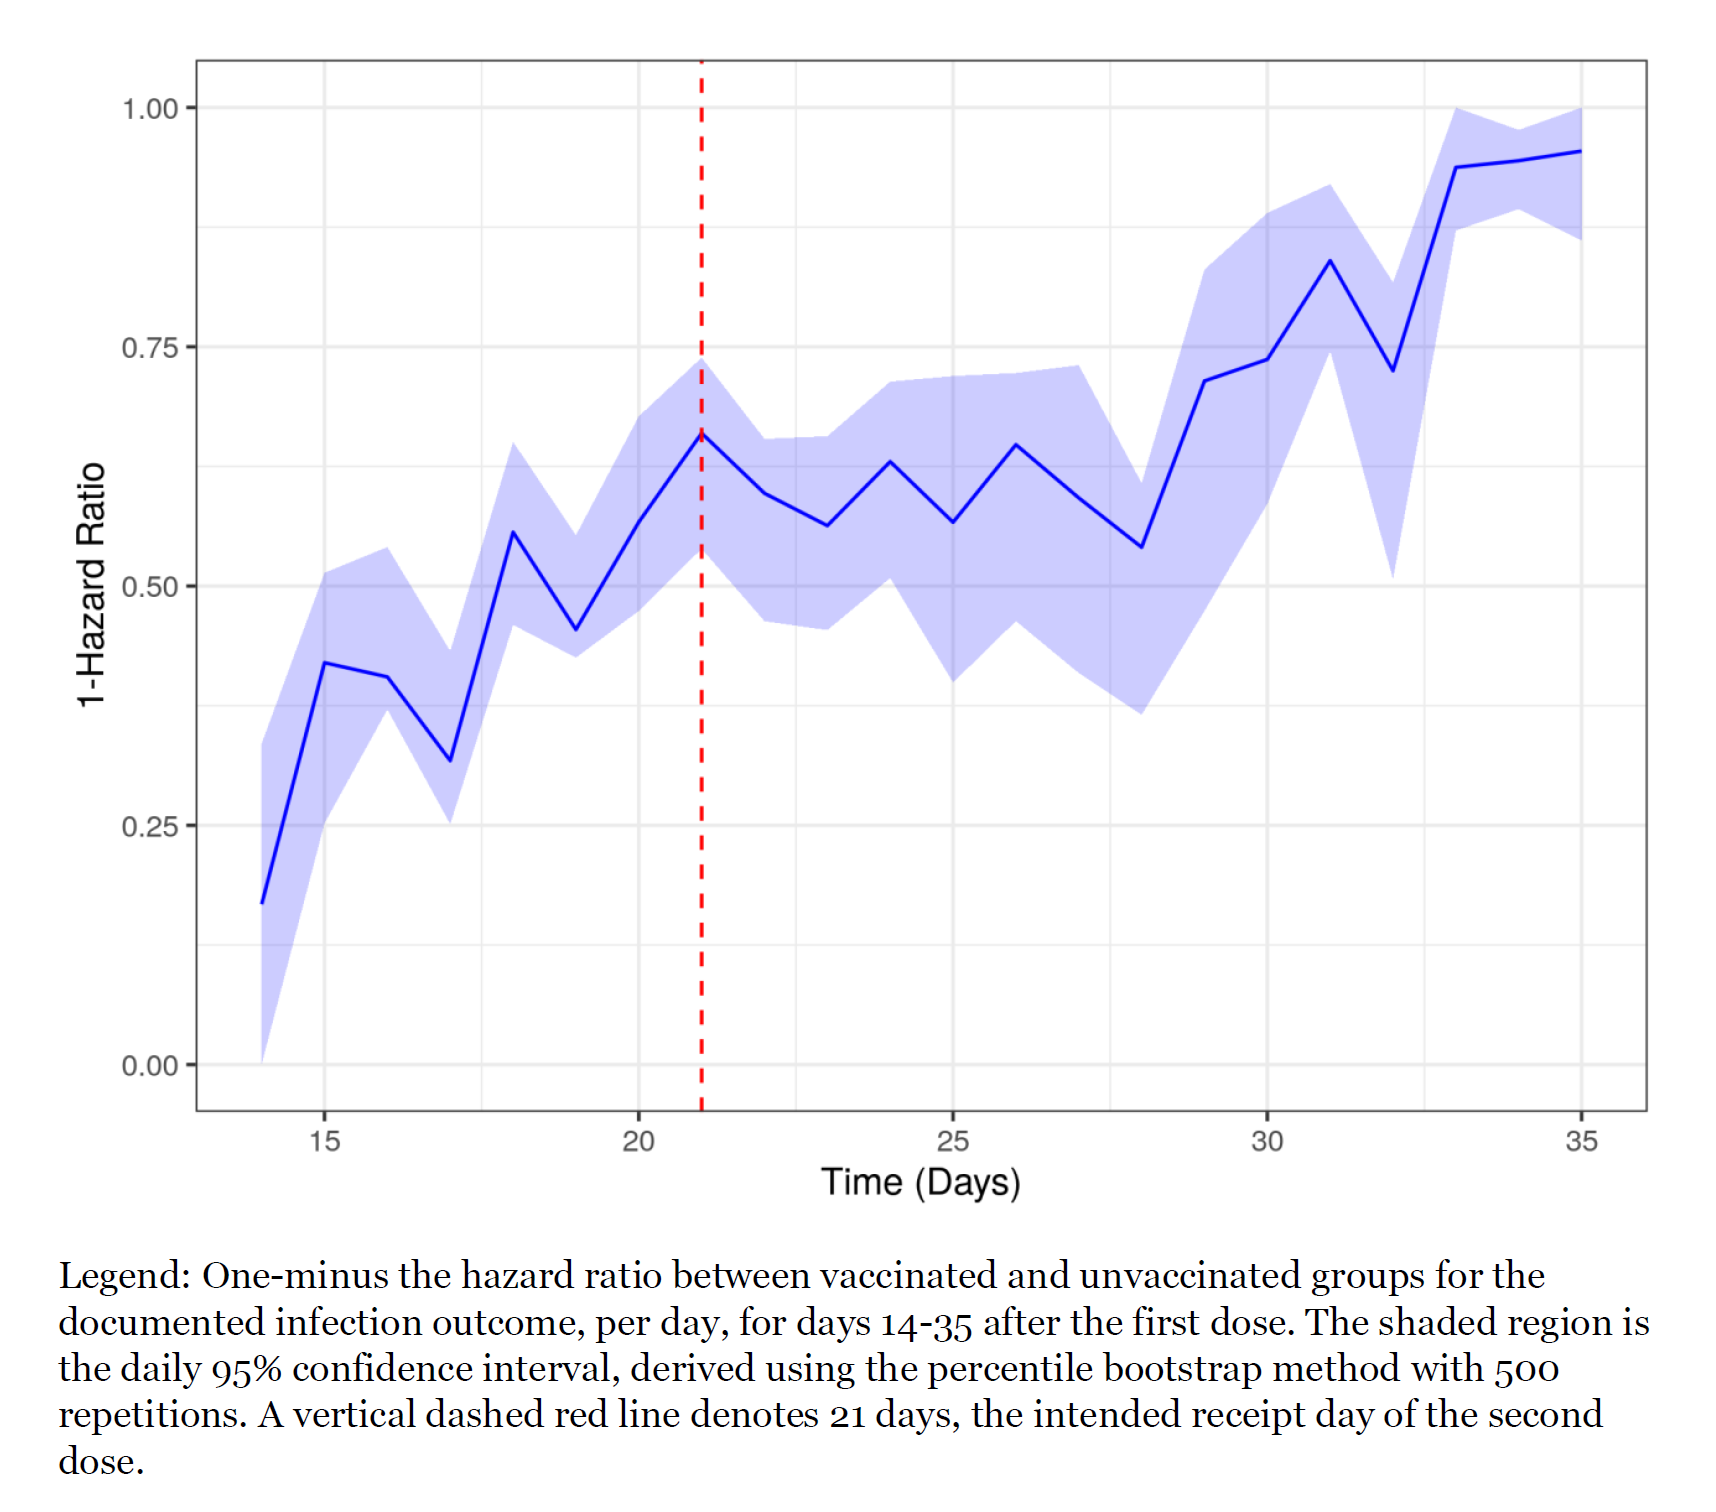 1.00
0.75
0.50
0.25
0.00
1-Hazard Ratio
15 20 25 30 35
Time (Days)
Legend: One-minus the hazard ratio between vaccinated and unvaccinated groups for the
documented infection outcome, per day, for days 14-35 after the first dose. The shaded region is
the daily 95% confidence interval, derived using the percentile bootstrap method with 500
repetitions. A vertical dashed red line denotes 21 days, the intended receipt day of the second
dose.